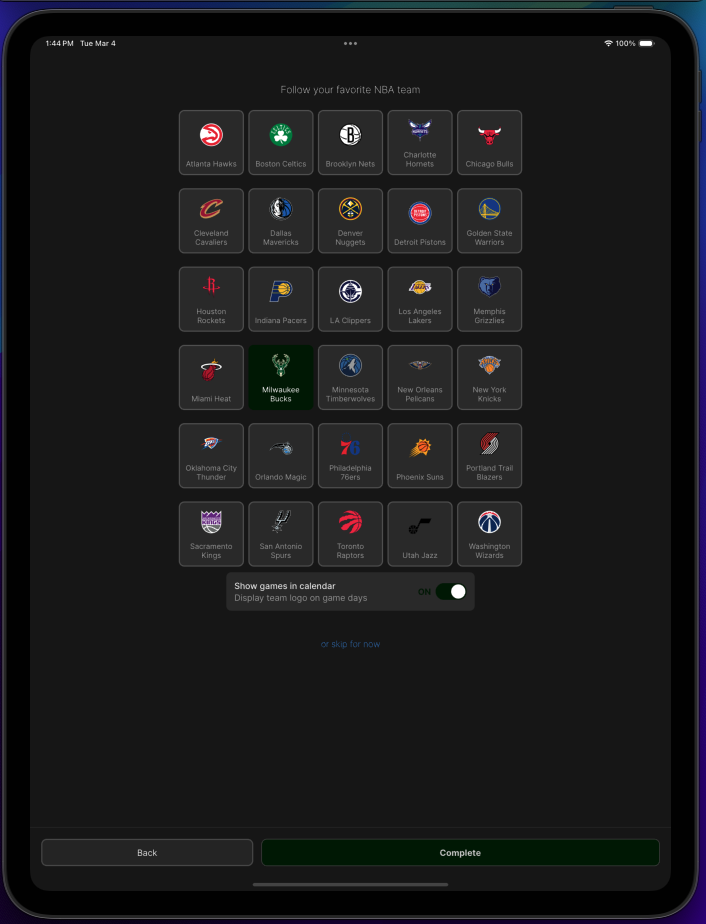 1:44 PM Tue Mar 4
100%
Follow your favorite NBA team
Atlanta Hawks
Boston Celtics
Brooklyn Nets
Charlotte
Hornets
Chicago Bulls
Cleveland
Cavaliers
Dallas
Mavericks
Denver
Nuggets
Detroit Pistons
Golden State
Warriors
Houston
Rockets
Indiana Pacers
LA Clippers
Los Angeles
Lakers
Memphis
Grizzlies
Miami Heat
Milwaukee
Bucks
Minnesota
Timberwolves
New Orleans
Pelicans
New York
Knicks
Oklahoma City
Thunder
Orlando Magic
Philadelphia
76ers
Phoenix Suns
Portland Trail
Blazers
Sacramento
Kings
San Antonio
Spurs
Toronto
Raptors
Utah Jazz
Washington
Wizards
Show games in calendar
Display team logo on game days
ON
or skip for now
Back
Complete